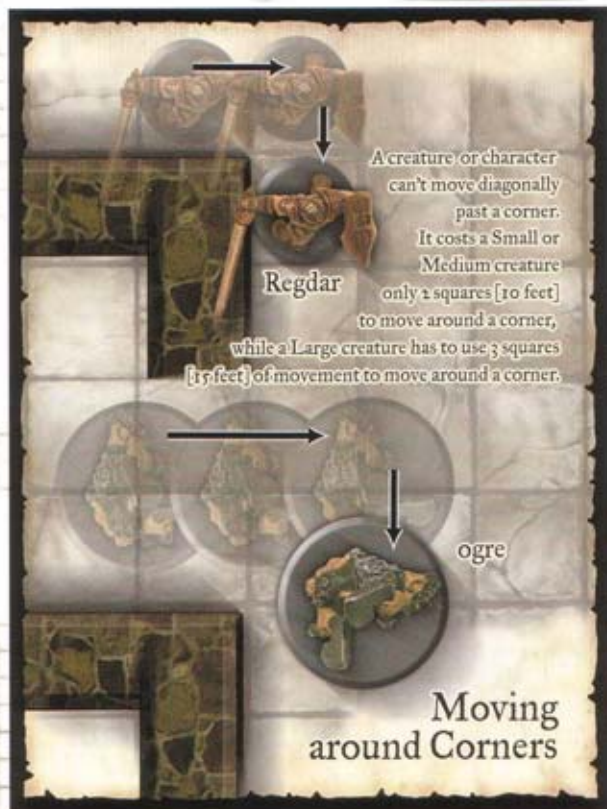 A creature or character
can't move diagonally
past a corner.
It costs a Small or
Medium creature
only 2 squares [10 feet]
to move around a corner,
while a Large creature has to use 3 squares
[15 feet] of movement to move around a corner.
Regdar
ogre
Moving
around Corners